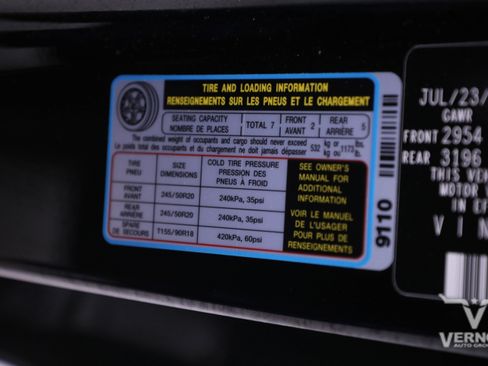 TIRE AND LOADING INFORMATION
RENSEIGNEMENTS SUR LES PNEUS ET LE CHARGEMENT
SEATING CAPACITY
NOMBRE DE PLACES
TOTAL 7
FRONT
AVANT 2
REAR
ARRIÈRE 5
The combined weight of occupants and cargo should never exceed
Le poids total des occupants et du chargement ne doit jamais dépasser
532 kg or 1173 lbs.
kg ou lb.
TIRE
PNEU
SIZE
DIMENSIONS
COLD TIRE PRESSURE
PRESSION DES
PNEUS À FROID
FRONT
AVANT
245/50R20
240kPa, 35psi
REAR
ARRIÈRE
245/50R20
240kPa, 35psi
SPARE
DE SECOURS
T155/90R18
420kPa, 60psi
SEE OWNER'S
MANUAL FOR
ADDITIONAL
INFORMATION
VOIR LE MANUEL
DE L'USAGER
POUR PLUS DE
RENSEIGNEMENTS
9110
JUL/23/
GAWR
FRONT 2954
REAR 3196
THIS VEH
MOTOR V
IN EF
VIN
VERNO
AUTO GROU